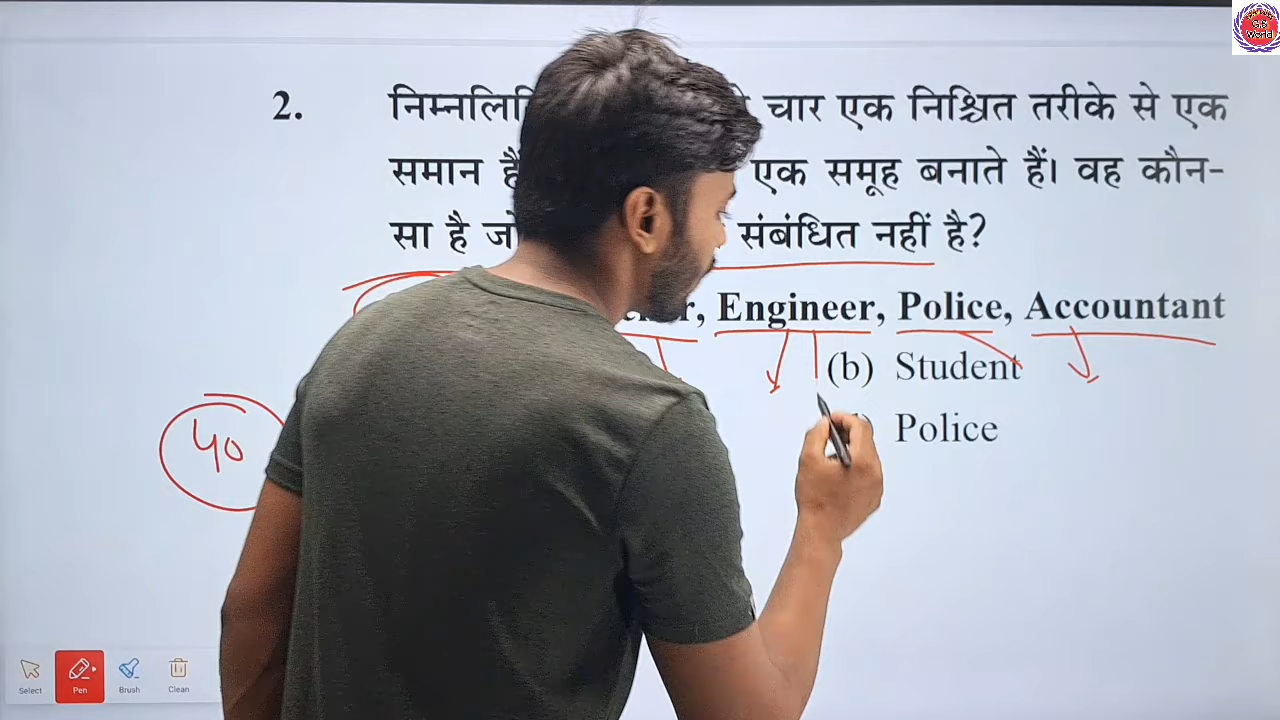 2. चार एक निश्चित तरीके से एक
समान एक समूह बनाते हैं। वह कौन-
सा है संबंधित नहीं है?
Engineer, Police, Accountant
(b) Student
Police
40
Select Pen Brush Clean
World